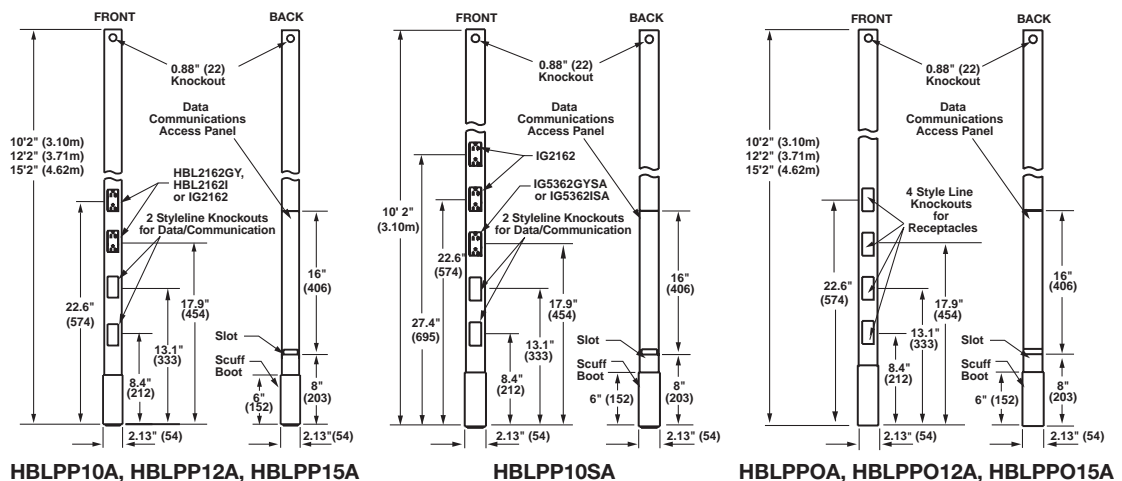 FRONT
BACK
0.88" (22)
Knockout
Data
Communications
Access Panel
10'2" (3.10m)
12'2" (3.71m)
15'2" (4.62m)
HBL2162GY,
HBL2162I
or IG2162
2 Styleline Knockouts
for Data/Communication
22.6"
(574)
17.9"
(454)
16"
(406)
13.1"
(333)
Slot
Scuff
Boot
8.4"
(212)
6"
(152)
8"
(203)
2.13" (54)
2.13" (54)
HBLPP10A, HBLPP12A, HBLPP15A
FRONT
BACK
0.88" (22)
Knockout
Data
Communications
Access Panel
IG2162
10' 2"
(3.10m)
IG5362GYSA
or IG5362ISA
2 Styleline Knockouts
for Data/Communication
22.6"
(574)
16"
(406)
17.9"
(454)
27.4"
(695)
13.1"
(333)
Slot
Scuff
Boot
8.4"
(212)
6" (152)
8"
(203)
2.13" (54)
2.13" (54)
HBLPP10SA
FRONT
BACK
0.88" (22)
Knockout
Data
Communications
Access Panel
10'2" (3.10m)
12'2" (3.71m)
15'2" (4.62m)
4 Style Line
Knockouts
for
Receptacles
22.6"
(574)
16"
(406)
17.9"
(454)
13.1"
(333)
Slot
Scuff
Boot
8.4"
(212)
6" (152)
8"
(203)
2.13" (54)
2.13" (54)
HBLPPOA, HBLPPO12A, HBLPPO15A